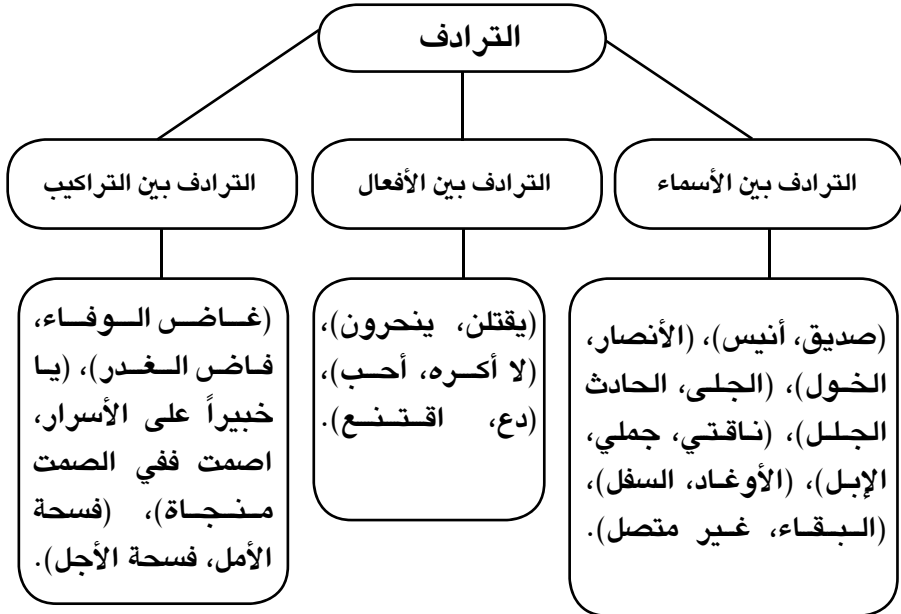 الترادف
الترادف بين الأسماء
الترادف بين الأفعال
الترادف بين التراكيب
(صديق، أنيس)، (الأنصار،
الخول)، (الجلى، الحادث
الجلل)، (ناقتي، جملي،
الإبل)، (الأوغاد، السفل)،
(البقاء، غير متصل).
(يقتلن، ينحرون)،
(لا أكره، أحب)،
(دع، اقتنع).
(غاض الوفاء،
فاض الغدر)، (يا
خبيراً على الأسرار،
اصمت ففي الصمت
منجاة)، (فسحة
الأمل، فسحة الأجل).